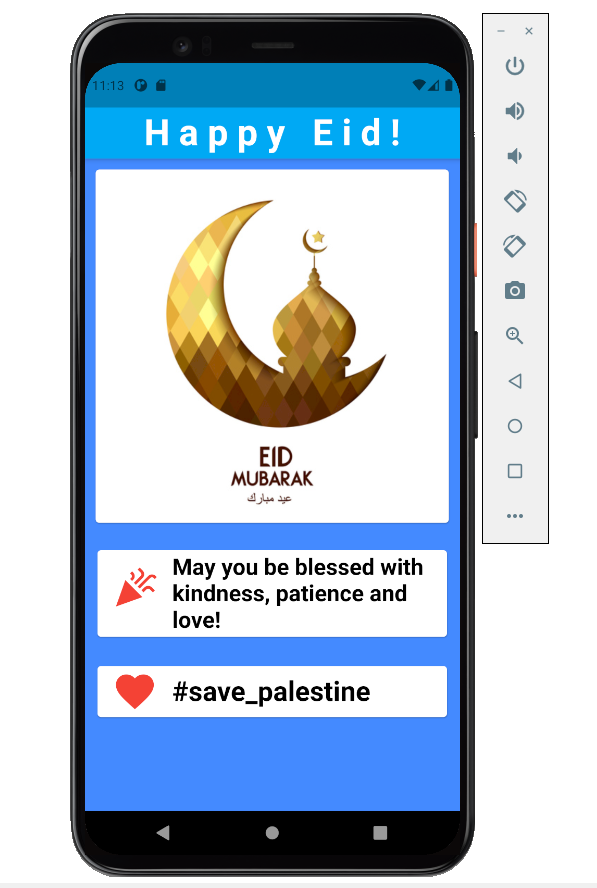 11:13
Happy Eid!
EID
MUBARAK
عيد مبارك
May you be blessed with
kindness, patience and
love!
#save_palestine